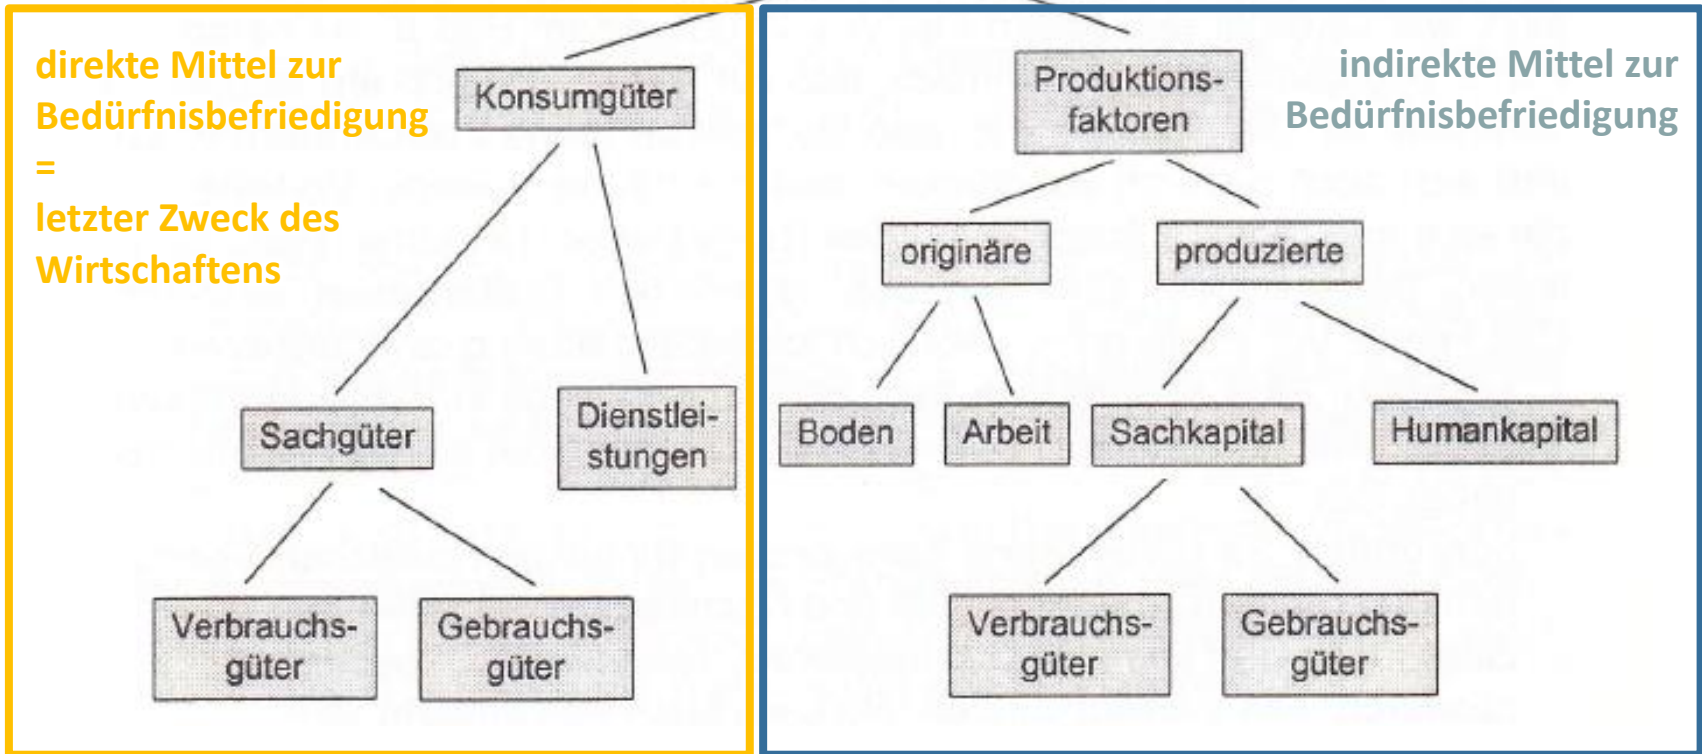 direkte Mittel zur
Bedürfnisbefriedigung
=
letzter Zweck des
Wirtschaftens
Konsumgüter
Sachgüter
Dienstlei-
stungen
Verbrauchs-
güter
Gebrauchs-
güter
indirekte Mittel zur
Bedürfnisbefriedigung
Produktions-
faktoren
originäre
produzierte
Boden
Arbeit
Sachkapital
Humankapital
Verbrauchs-
güter
Gebrauchs-
güter